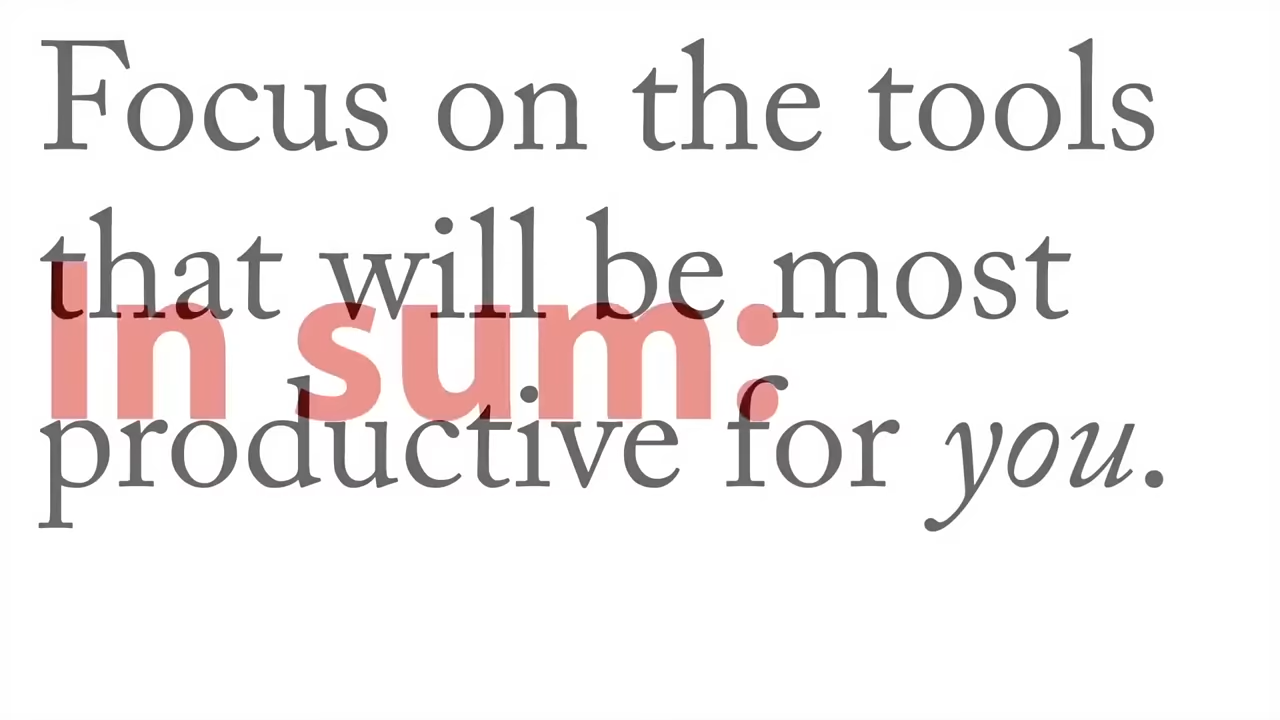 Focus on the tools
that will be most
In sum:
productive for you.